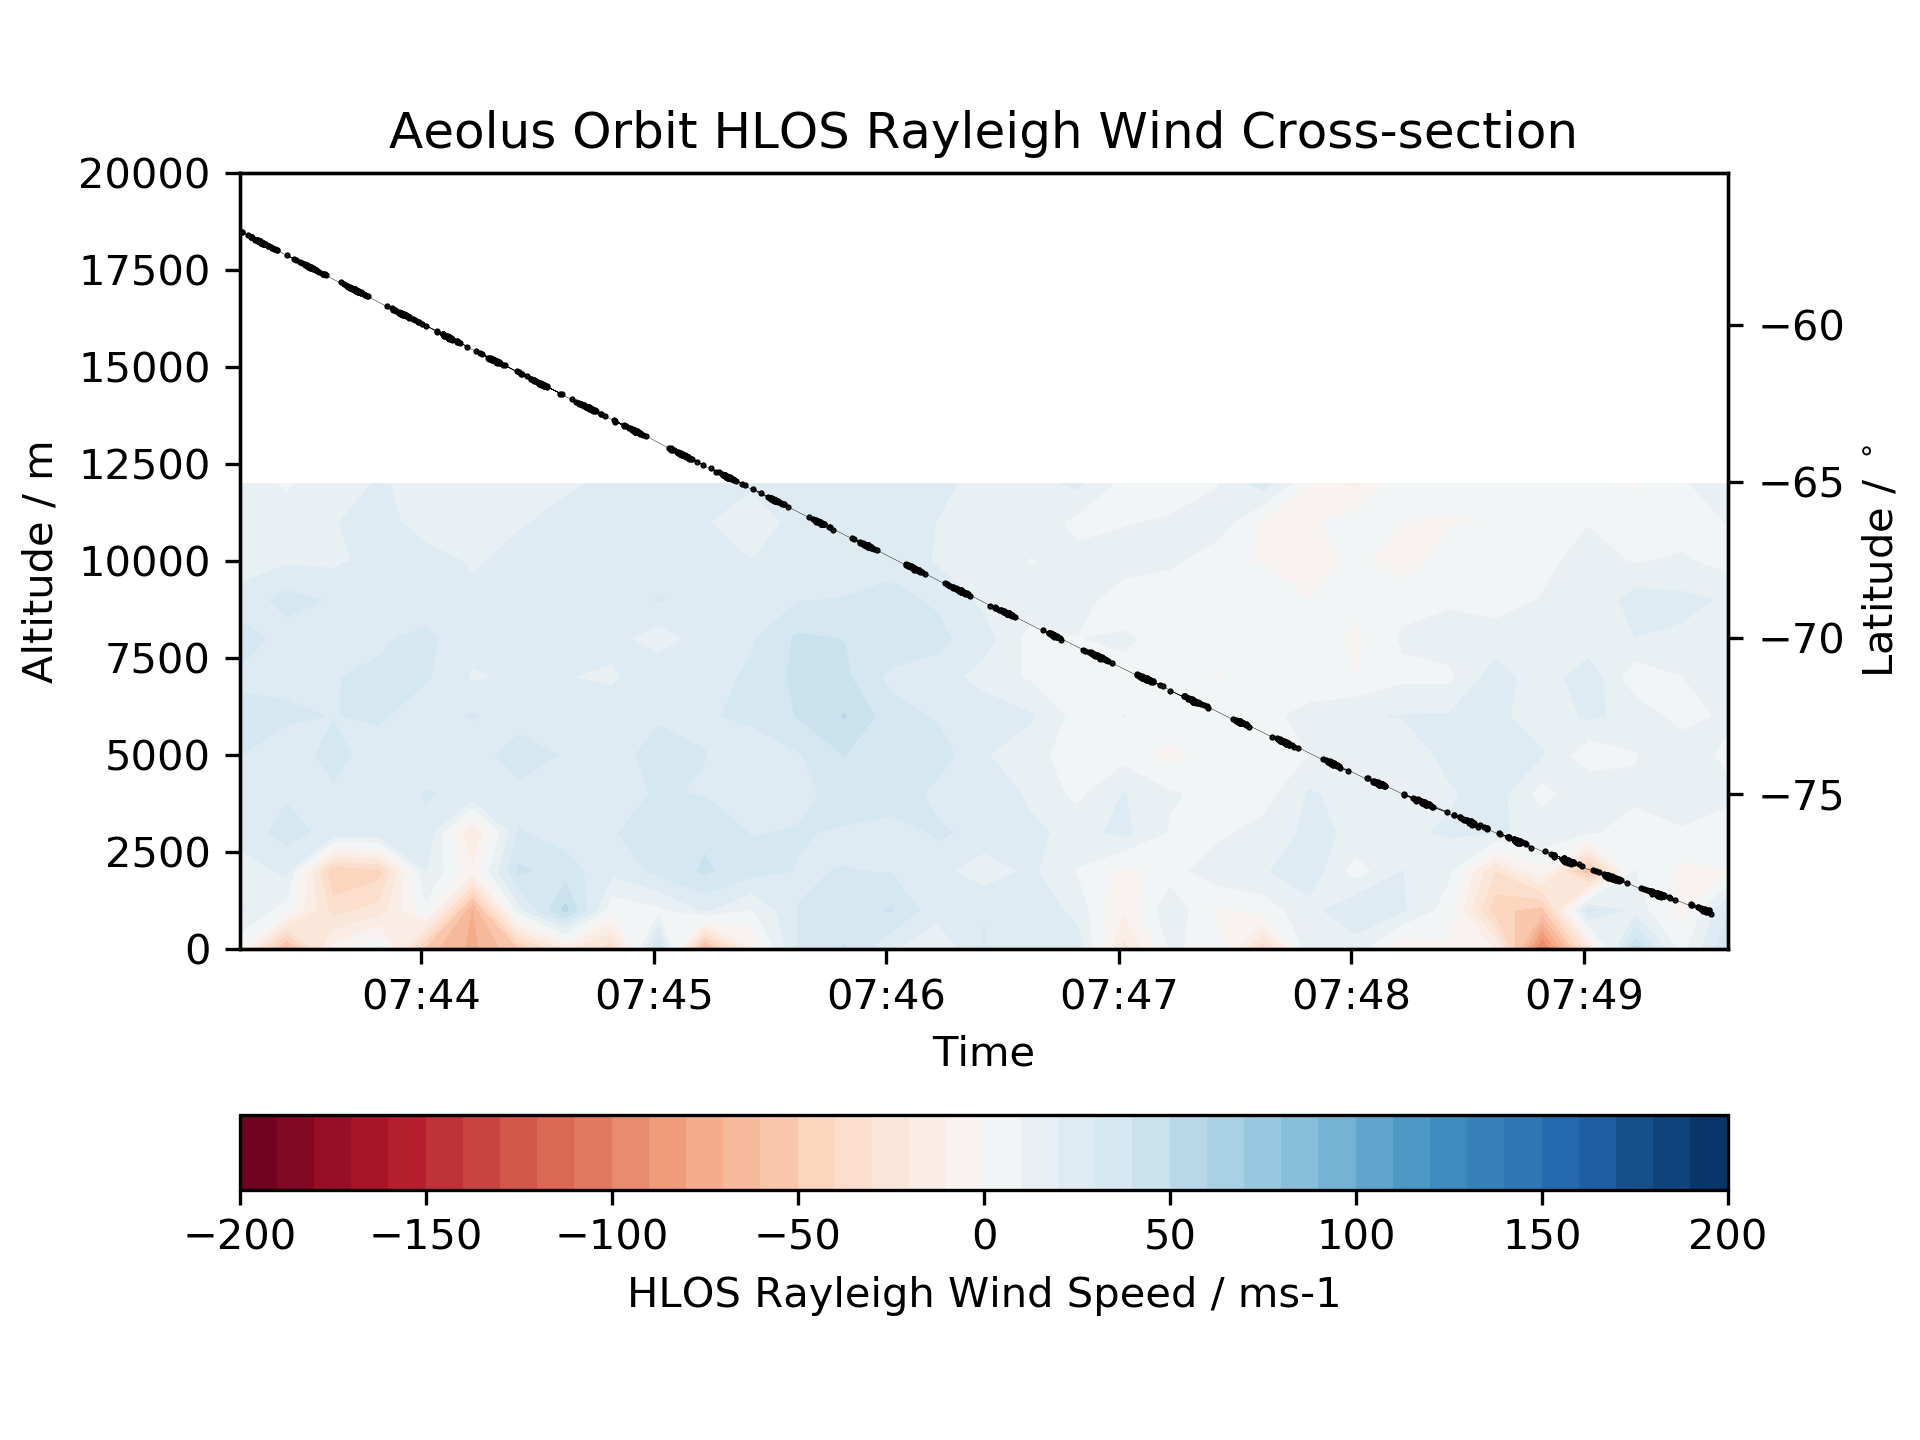 Aeolus Orbit HLOS Rayleigh Wind Cross-section
20000
17500
15000
12500
10000
7500
5000
2500
0
Altitude / m
−60
−65
−70
−75
Latitude / °
07:44 07:45 07:46 07:47 07:48 07:49
Time
−200 −150 −100 −50 0 50 100 150 200
HLOS Rayleigh Wind Speed / ms-1